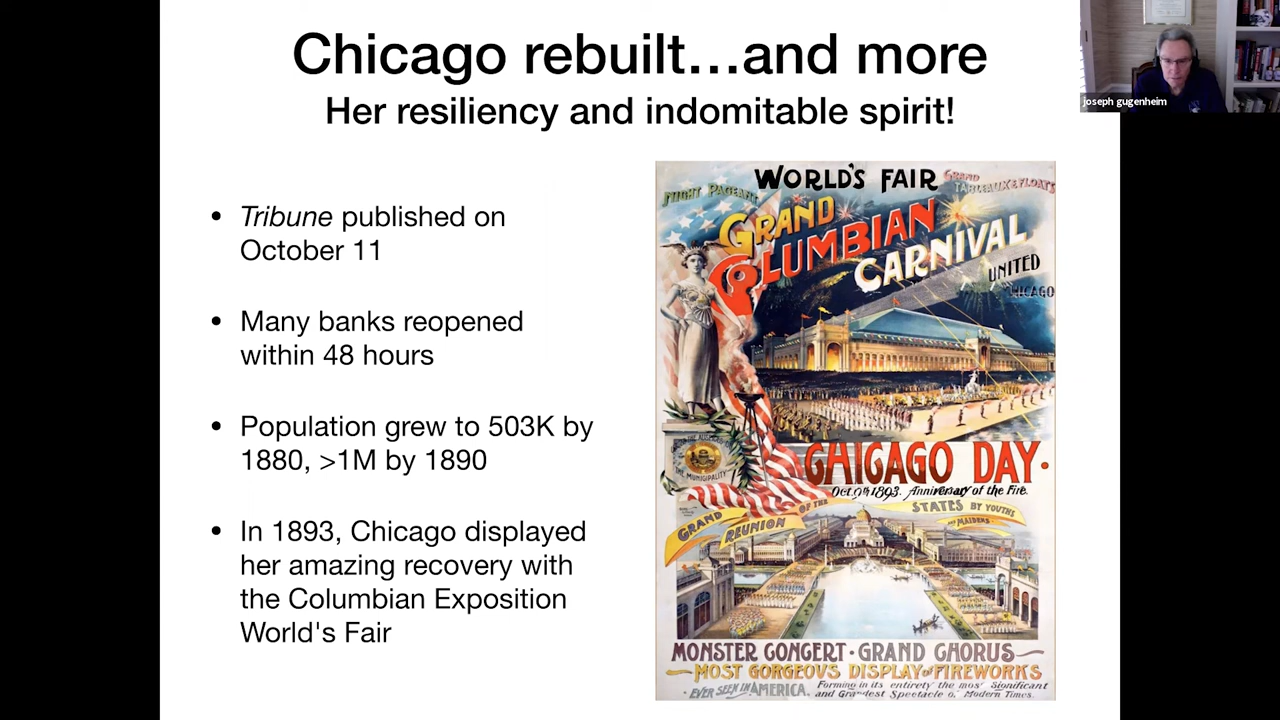 Chicago rebuilt...and more
Her resiliency and indomitable spirit!
joseph gugenheim
• Tribune published on
October 11
• Many banks reopened
within 48 hours
• Population grew to 503K by
1880, >1M by 1890
• In 1893, Chicago displayed
her amazing recovery with
the Columbian Exposition
World's Fair
WORLD'S FAIR
NIGHT PAGEANT
GRAND
TABLEAUX & FLOATS
GRAND
COLUMBIAN
CARNIVAL
UNITED
CHICAGO
THE MUNICIPALITY
CHICAGO DAY.
Oct. 9th 1893. Anniversary of the Fire.
GRAND
REUNION
OF THE
STATES BY YOUTHS
AND MAIDENS
MONSTER CONCERT · GRAND CHORUS
MOST GORGEOUS DISPLAY OF FIREWORKS
EVER SEEN IN AMERICA.
Forming in its entirety the most Significant
and Grandest Spectacle of Modern Times.